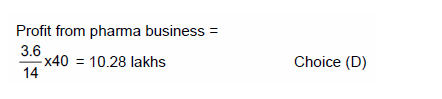 Profit from pharma business =
3.6/14 x40 = 10.28 lakhs Choice (D)